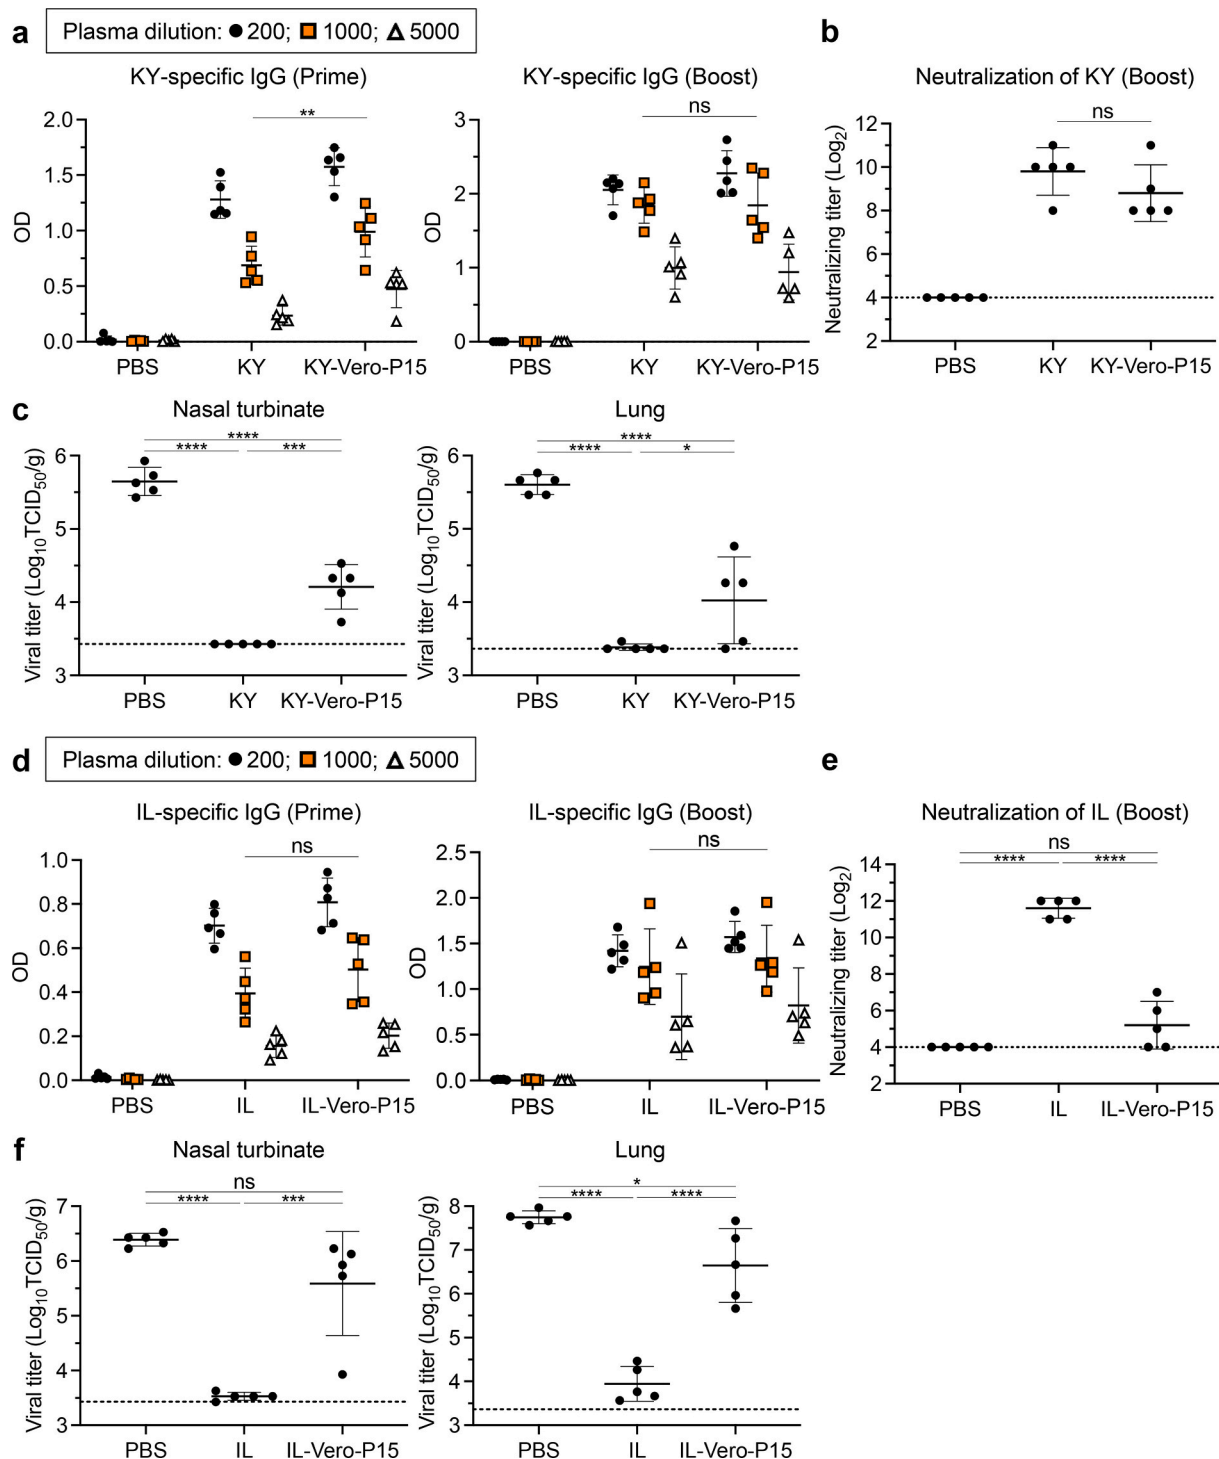 a
Plasma dilution: ● 200; ■ 1000; △ 5000
b
KY-specific IgG (Prime)
KY-specific IgG (Boost)
Neutralization of KY (Boost)
**
ns
ns
OD
2.0
1.5
1.0
0.5
0.0
PBS KY KY-Vero-P15
OD
3
2
1
0
PBS KY KY-Vero-P15
Neutralizing titer (Log2)
12
10
8
6
4
2
PBS KY KY-Vero-P15
c
Nasal turbinate
Lung
****
**** ***
****
**** *
Viral titer (Log10TCID50/g)
6
5
4
3
PBS KY KY-Vero-P15
Viral titer (Log10TCID50/g)
6
5
4
3
PBS KY KY-Vero-P15
d
Plasma dilution: ● 200; ■ 1000; △ 5000
e
IL-specific IgG (Prime)
IL-specific IgG (Boost)
Neutralization of IL (Boost)
ns
ns
ns
**** ****
OD
1.0
0.8
0.6
0.4
0.2
0.0
PBS IL IL-Vero-P15
OD
2.5
2.0
1.5
1.0
0.5
0.0
PBS IL IL-Vero-P15
Neutralizing titer (Log2)
14
12
10
8
6
4
2
PBS IL IL-Vero-P15
f
Nasal turbinate
Lung
ns
**** ***
*
**** ****
Viral titer (Log10TCID50/g)
7
6
5
4
3
PBS IL IL-Vero-P15
Viral titer (Log10TCID50/g)
8
7
6
5
4
3
PBS IL IL-Vero-P15